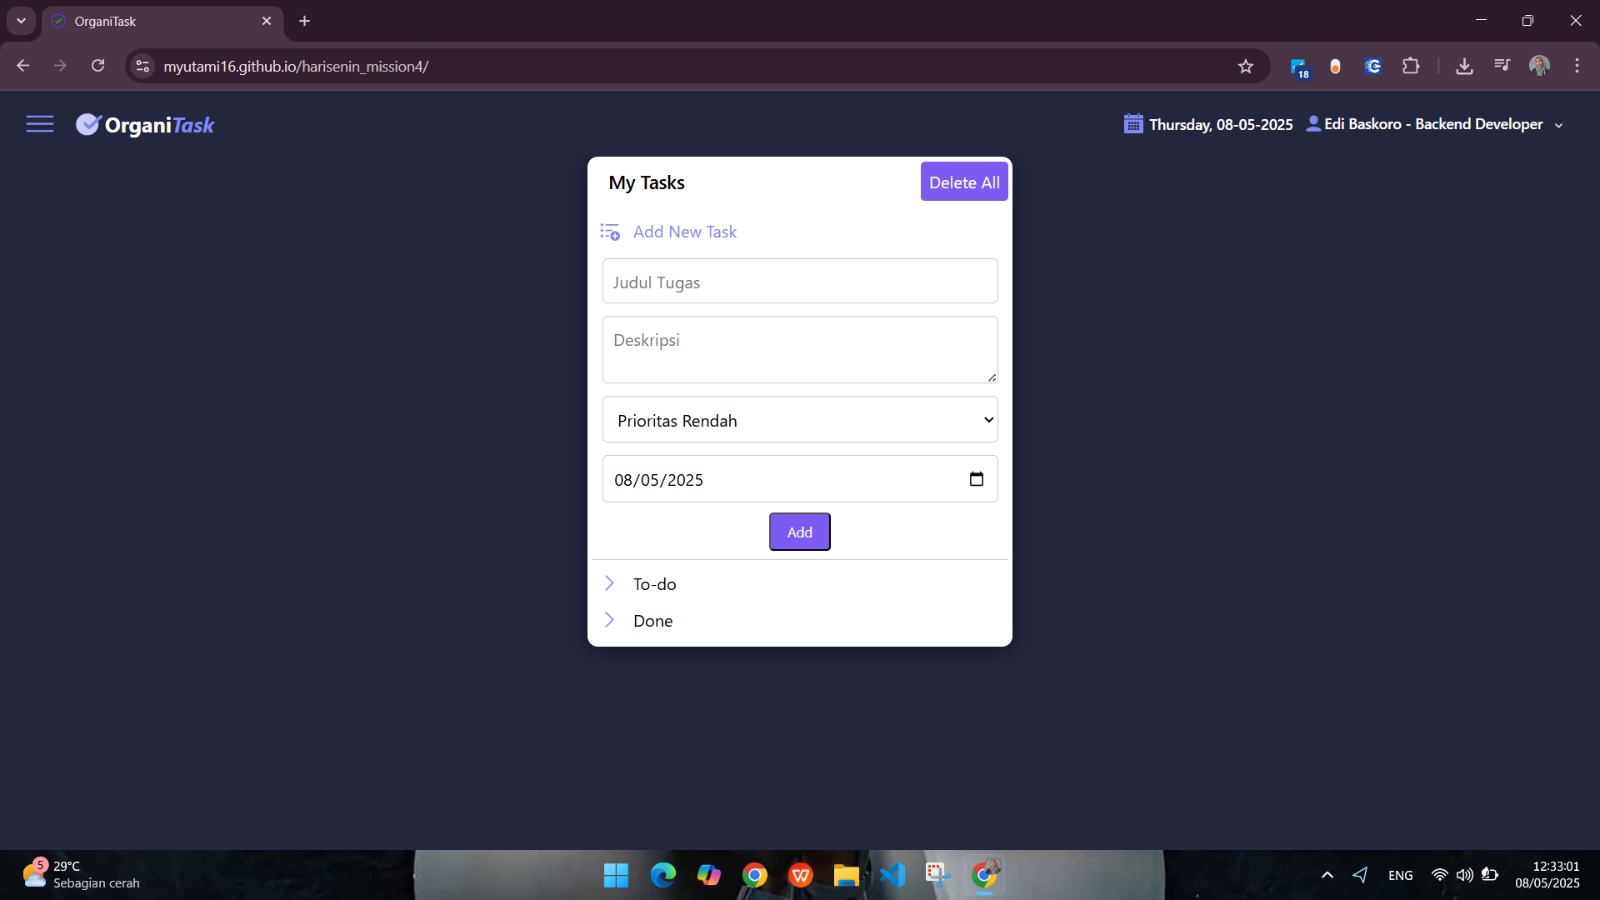 OrganiTask
myutami16.github.io/harisenin_mission4/
18
OrganiTask
Thursday, 08-05-2025
Edi Baskoro - Backend Developer
My Tasks
Delete All
Add New Task
Judul Tugas
Deskripsi
Prioritas Rendah
08/05/2025
Add
To-do
Done
5
29°C
Sebagian cerah
W
ENG
12:33:01
08/05/2025